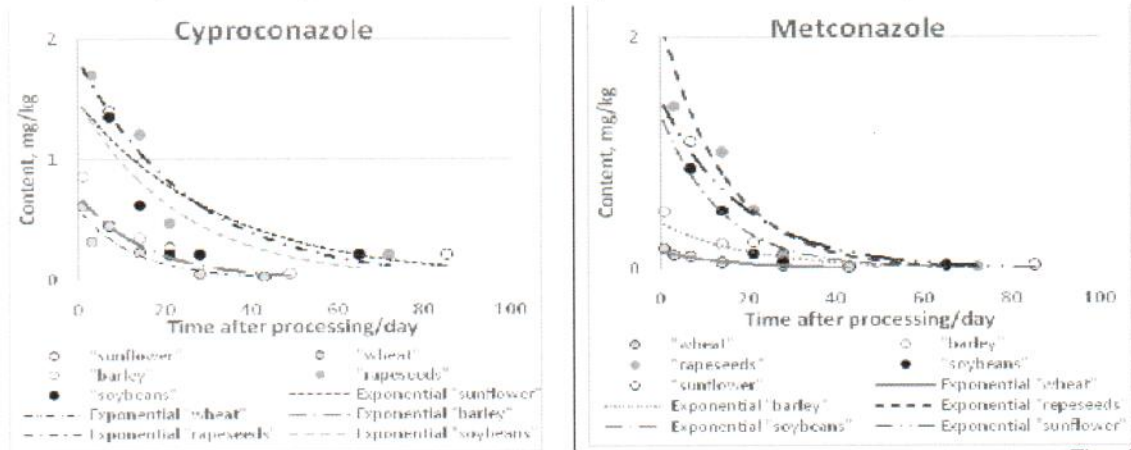 Cyproconazole
2
1
0
Content, mg/kg
0 20 40 60 80 100
Time after processing/day
"sunflower" "wheat"
"barley" "rapeseeds"
"soybeans" Exponential "sunflower"
Exponential "wheat" Exponential "barley"
Exponential "rapeseeds" Exponential "soybeans"
Metconazole
2
0
Content, mg/kg
0 20 40 60 80 100
Time after processing/day
"wheat" "barley"
"rapeseeds" "soybeans"
"sunflower" Exponential "wheat"
Exponential "barley" Exponential "repeseeds"
Exponential "soybeans" Exponential "sunflower"